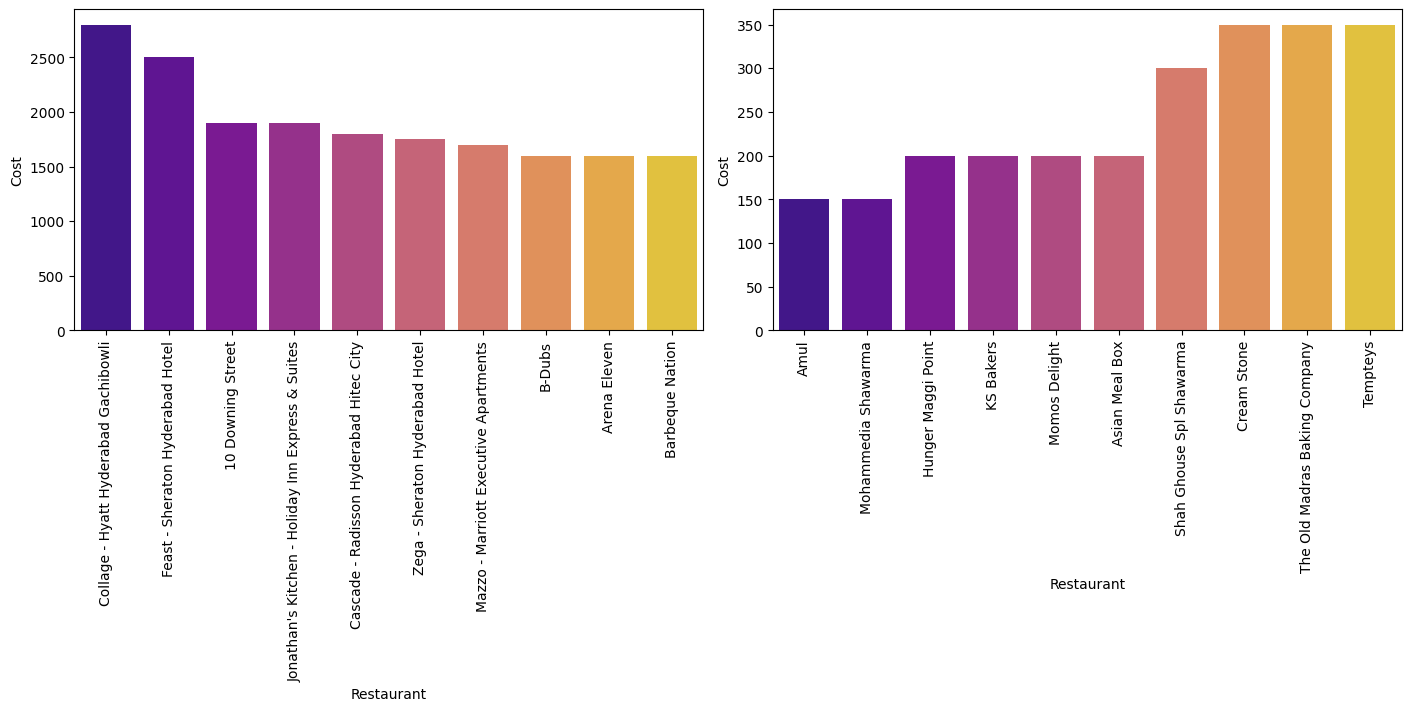 Cost
2500
2000
1500
1000
500
0
Collage - Hyatt Hyderabad Gachibowli
Feast - Sheraton Hyderabad Hotel
10 Downing Street
Jonathan's Kitchen - Holiday Inn Express & Suites
Cascade - Radisson Hyderabad Hitec City
Zega - Sheraton Hyderabad Hotel
Mazzo - Marriott Executive Apartments
B-Dubs
Arena Eleven
Barbeque Nation
Restaurant
Cost
350
300
250
200
150
100
50
0
Amul
Mohammedia Shawarma
Hunger Maggi Point
KS Bakers
Momos Delight
Asian Meal Box
Shah Ghouse Spl Shawarma
Cream Stone
The Old Madras Baking Company
Tempteys
Restaurant